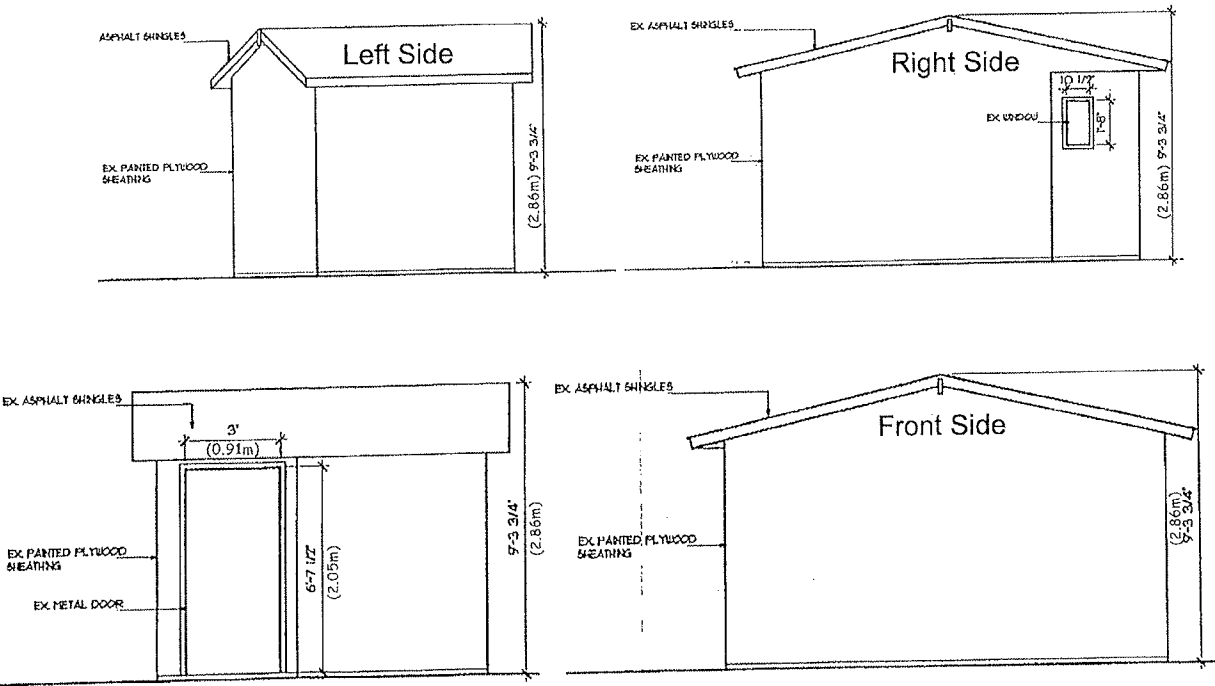 ASPHALT SHINGLES
Left Side
EX. PAINTED PLYWOOD
SHEATHING
(2.86m) 9'-3 3/4"
EX. ASPHALT SHINGLES
Right Side
10 1/2"
EX. WINDOW
1'-8"
EX. PAINTED PLYWOOD
SHEATHING
(2.86m) 9'-3 3/4"
EX. ASPHALT SHINGLES
3'
(0.91m)
EX. PAINTED PLYWOOD
SHEATHING
EX. METAL DOOR
6'-7 1/2"
(2.05m)
9'-3 3/4"
(2.86m)
EX. ASPHALT SHINGLES
Front Side
EX. PAINTED PLYWOOD
SHEATHING
(2.86m)
9'-3 3/4"